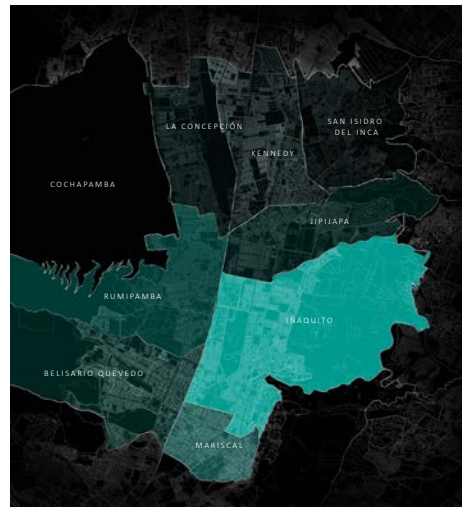 LA CONCEPCIÓN
SAN ISIDRO
DEL INCA
KENNEDY
COCHAPAMBA
JIPIJAPA
RUMIPAMBA
IÑAQUITO
BELISARIO QUEVEDO
MARISCAL